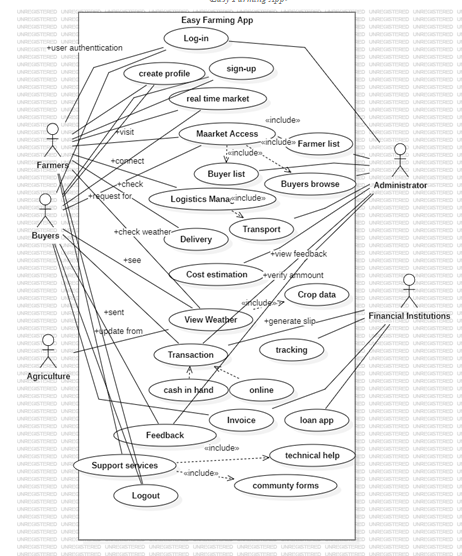 Easy Farming App
Easy Farming App
Log-in
+user authentication
create profile
sign-up
real time market
«include»
+visit
Maarket Access
«include»
Farmer list
Farmers
«include»
+connect
Buyer list
Administrator
+check
Buyers browse
+request for
Logistics Mana
«include»
Buyers
Transport
+check weather
Delivery
+view feedback
+see
Cost estimation
+verify ammount
Crop data
«include»
+sent
View Weather
+generate slip
Financial Institutions
+update from
Transaction
tracking
Agriculture
cash in hand
online
Invoice
loan app
Feedback
«include»
technical help
Support services
«include»
communty forms
Logout